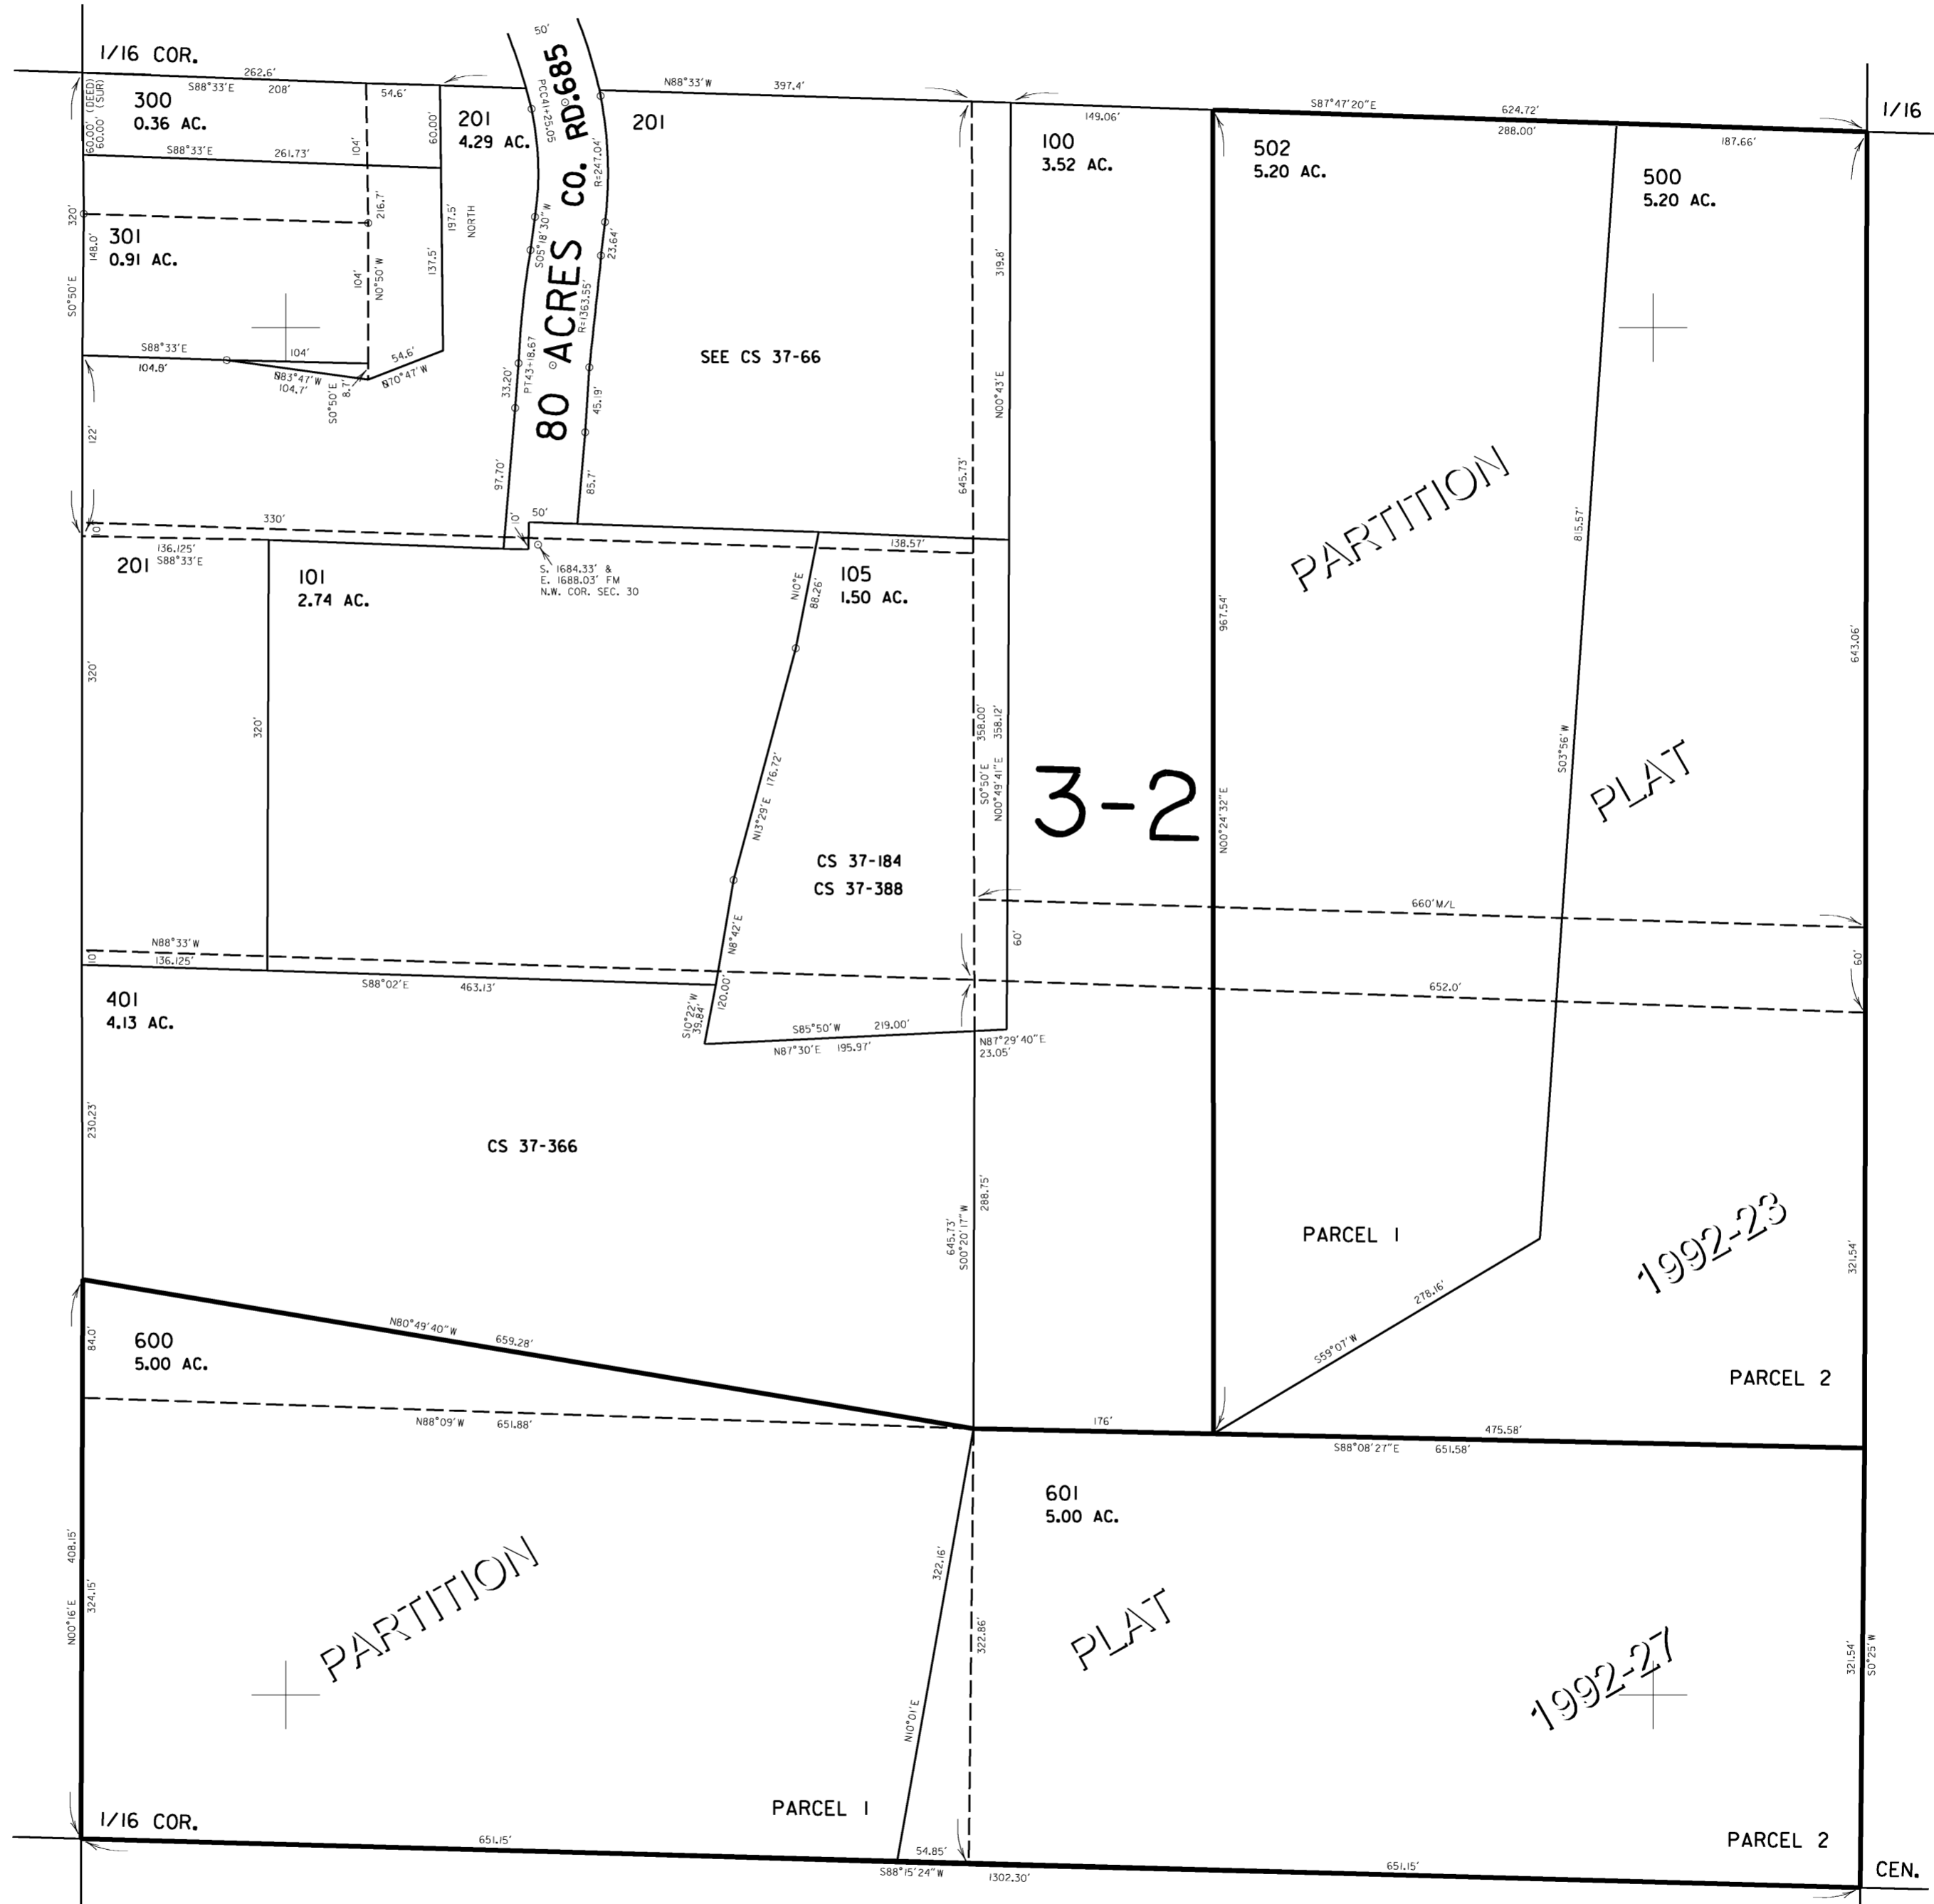 1/16 COR.
262.6'
S88°33'E 208'
54.6'
50'
PCC41+25.05
80 ACRES CO. RD.685
N88°33'W 397.4'
149.06'
S87°47'20"E 624.72'
288.00'
187.66'
1/16
60.00' (DEED)
60.00' (SUR)
300
0.36 AC.
104'
60.00'
201
4.29 AC.
R=247.04'
201
100
3.52 AC.
502
5.20 AC.
500
5.20 AC.
S88°33'E 261.73'
320'
148.0'
S0°50'E
301
0.91 AC.
216.7'
104'
N0°50'W
197.5'
NORTH
137.5'
S05°18'30"W
23.64'
R=1363.55'
319.8'
N00°43'E
S88°33'E
104'
104.8'
N83°47'W
104.7'
S0°50'E
8.7'
54.6'
N70°47'W
33.20'
PT43+18.67
45.19'
SEE CS 37-66
122'
97.70'
85.7'
645.73'
PARTITION
815.57'
10'
330'
10'
50'
136.125'
S88°33'E
138.57'
201
101
2.74 AC.
S. 1684.33' &
E. 1688.03' FM
N.W. COR. SEC. 30
N10°E
88.26'
105
1.50 AC.
967.54'
643.06'
320'
320'
N13°29'E 176.72'
358.00'
S0°50'E
358.12'
N00°49'41"E
3-2
N00°24'32"E
S03°56'W
PLAT
CS 37-184
CS 37-388
660'M/L
N88°33'W
136.125'
10'
N8°42'E
60'
60'
S88°02'E 463.13'
652.0'
401
4.13 AC.
S10°22'W
39.84'
120.00'
S85°50'W 219.00'
N87°30'E 195.97'
N87°29'40"E
23.05'
230.23'
CS 37-366
288.75'
645.73'
S00°20'17"W
PARCEL 1
1992-23
321.54'
278.16'
S59°07'W
84.0'
600
5.00 AC.
N80°49'40"W 659.28'
PARCEL 2
N88°09'W 651.88'
176'
475.58'
S88°08'27"E 651.58'
601
5.00 AC.
408.15'
324.15'
N00°16'E
PARTITION
322.16'
N10°01'E
322.86'
PLAT
1992-27
321.54'
S0°25'W
1/16 COR.
PARCEL 1
PARCEL 2
651.15'
54.85'
S88°15'24"W 1302.30'
651.15'
CEN.